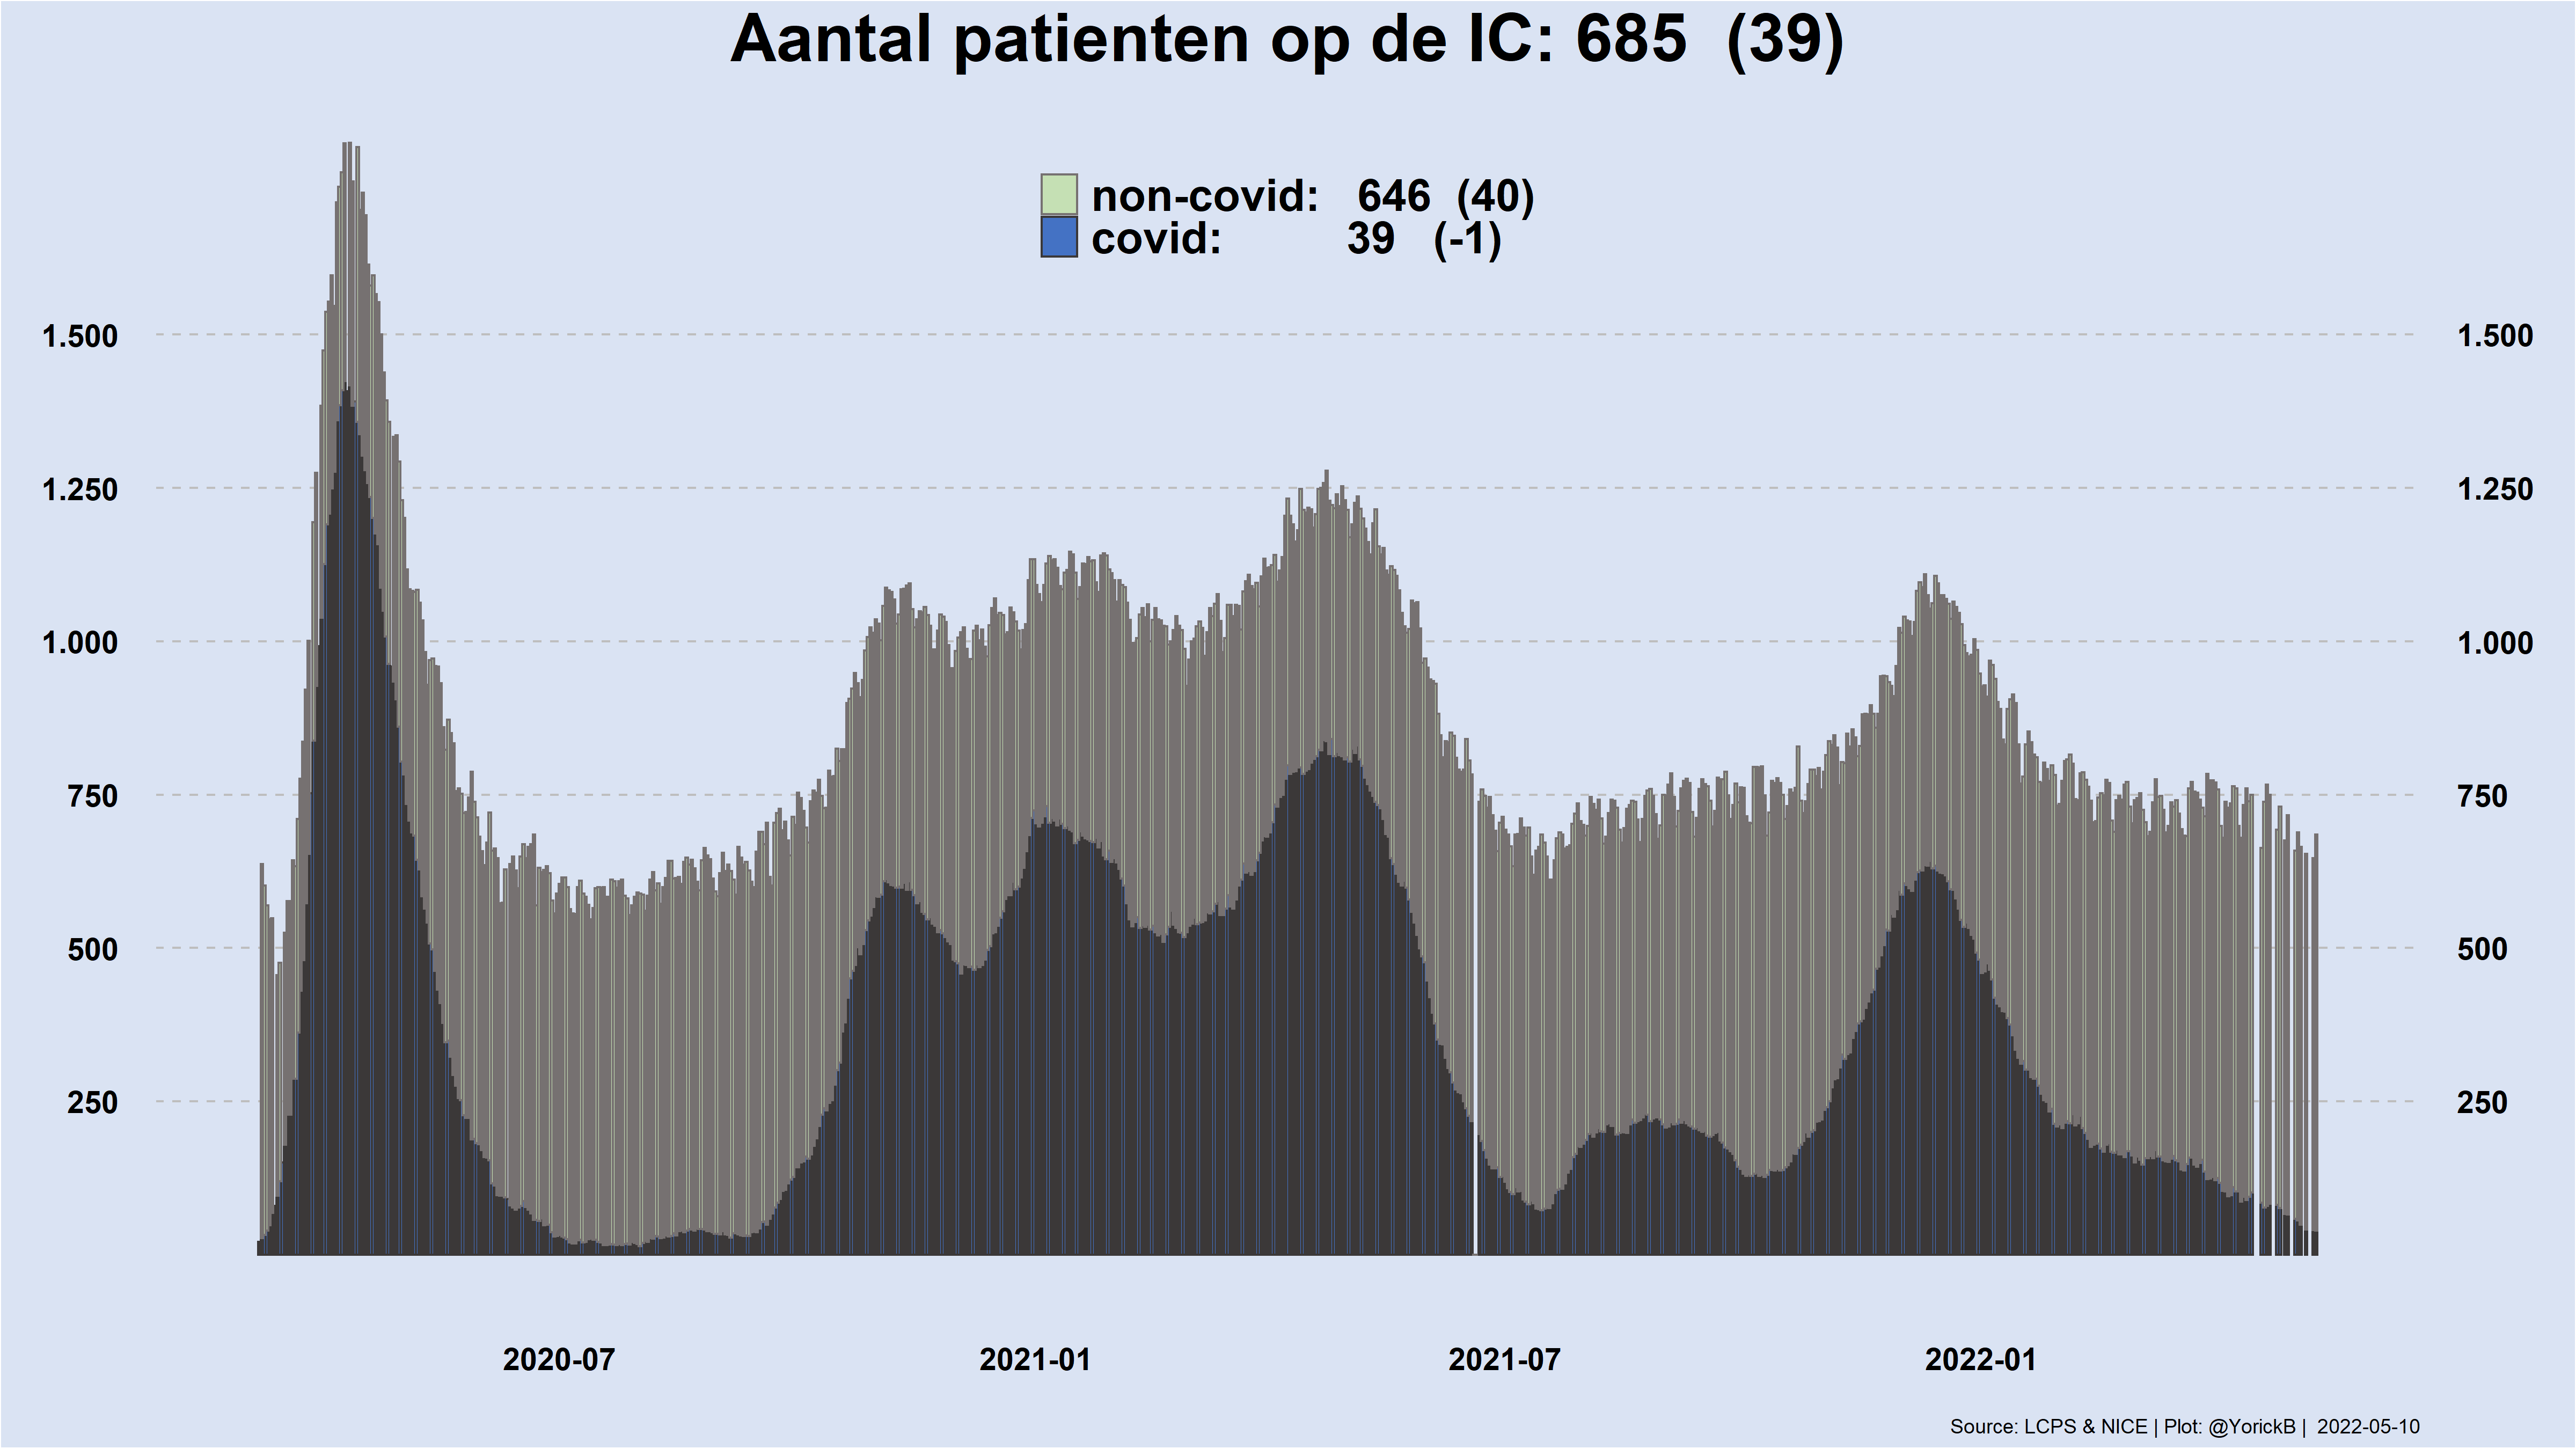 Aantal patienten op de IC: 685 (39)
non-covid: 646 (40)
covid: 39 (-1)
1.500 1.500
1.250 1.250
1.000 1.000
750 750
500 500
250 250
2020-07 2021-01 2021-07 2022-01
Source: LCPS & NICE | Plot: @YorickB | 2022-05-10